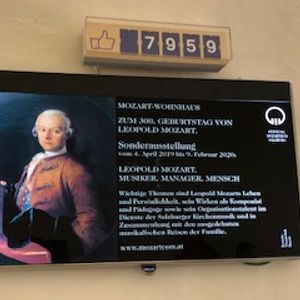 7959
MOZART-WOHNHAUS
ZUM 300. GEBURTSTAG VON
LEOPOLD MOZART.
Sonderausstellung
vom 4. April 2019 bis 9. Februar 2020:
LEOPOLD MOZART.
MUSIKER, MANAGER, MENSCH
Wichtige Themen sind Leopold Mozarts Leben
und Persönlichkeit, sein Wirken als Komponist
und Pädagoge sowie sein Organisationstalent im
Dienste der Salzburger Kirchenmusik und in
Zusammenhang mit den ausgedehnten
musikalischen Reisen der Familie.
www.mozarteum.at
STIFTUNG
MOZARTEUM
SALZBURG